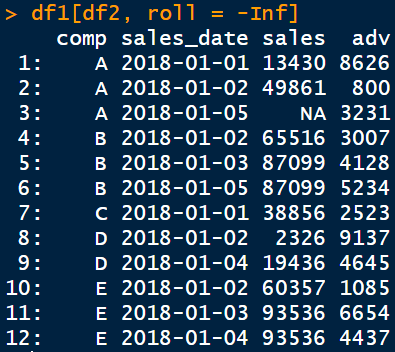 > df1[df2, roll = -Inf]
comp sales_date sales adv
1: A 2018-01-01 13430 8626
2: A 2018-01-02 49861 800
3: A 2018-01-05 NA 3231
4: B 2018-01-02 65516 3007
5: B 2018-01-03 87099 4128
6: B 2018-01-05 87099 5234
7: C 2018-01-01 38856 2523
8: D 2018-01-02 2326 9137
9: D 2018-01-04 19436 4645
10: E 2018-01-02 60357 1085
11: E 2018-01-03 93536 6654
12: E 2018-01-04 93536 4437